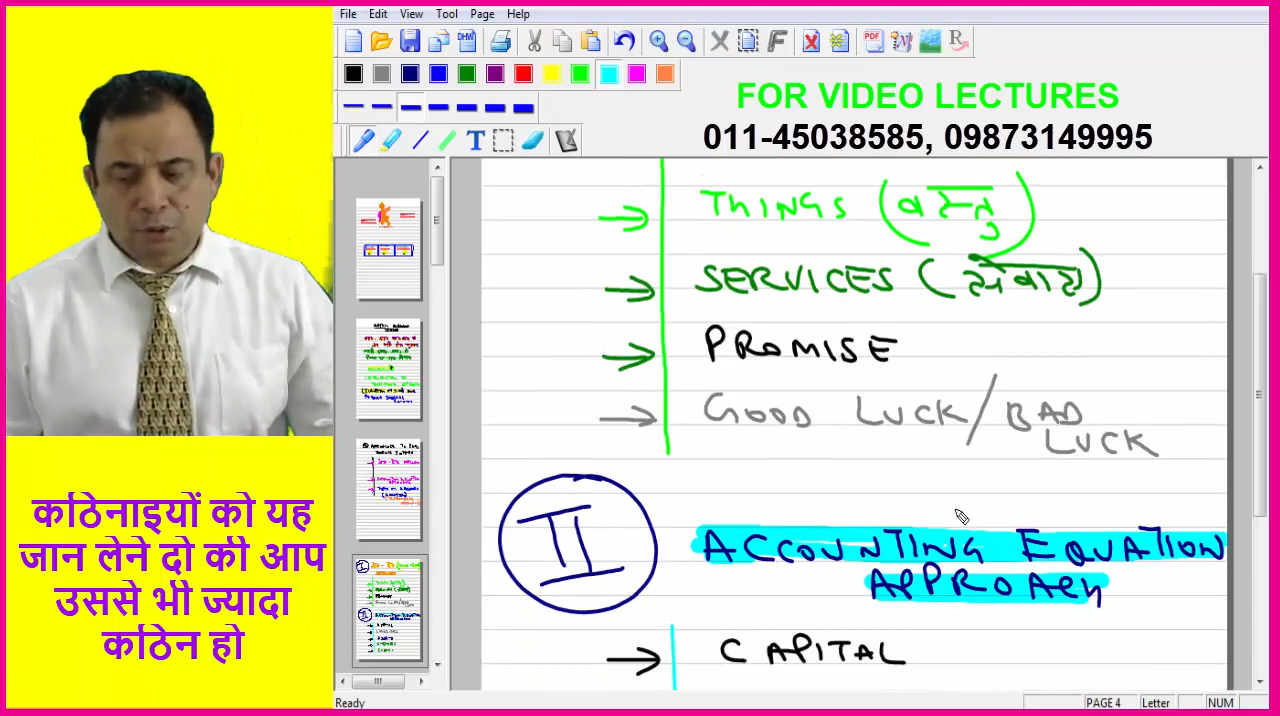 File Edit View Tool Page Help
FOR VIDEO LECTURES
011-45038585, 09873149995
THINGS (वस्तु)
SERVICES (सेवाए)
PROMISE
GOOD LUCK/BAD
LUCK
II
ACCOUNTING EQUATION
APPROACH
CAPITAL
कठिनाइयों को यह
जान लेने दो की आप
उससे भी ज्यादा
कठिन हो
Ready
PAGE 4 Letter NUM